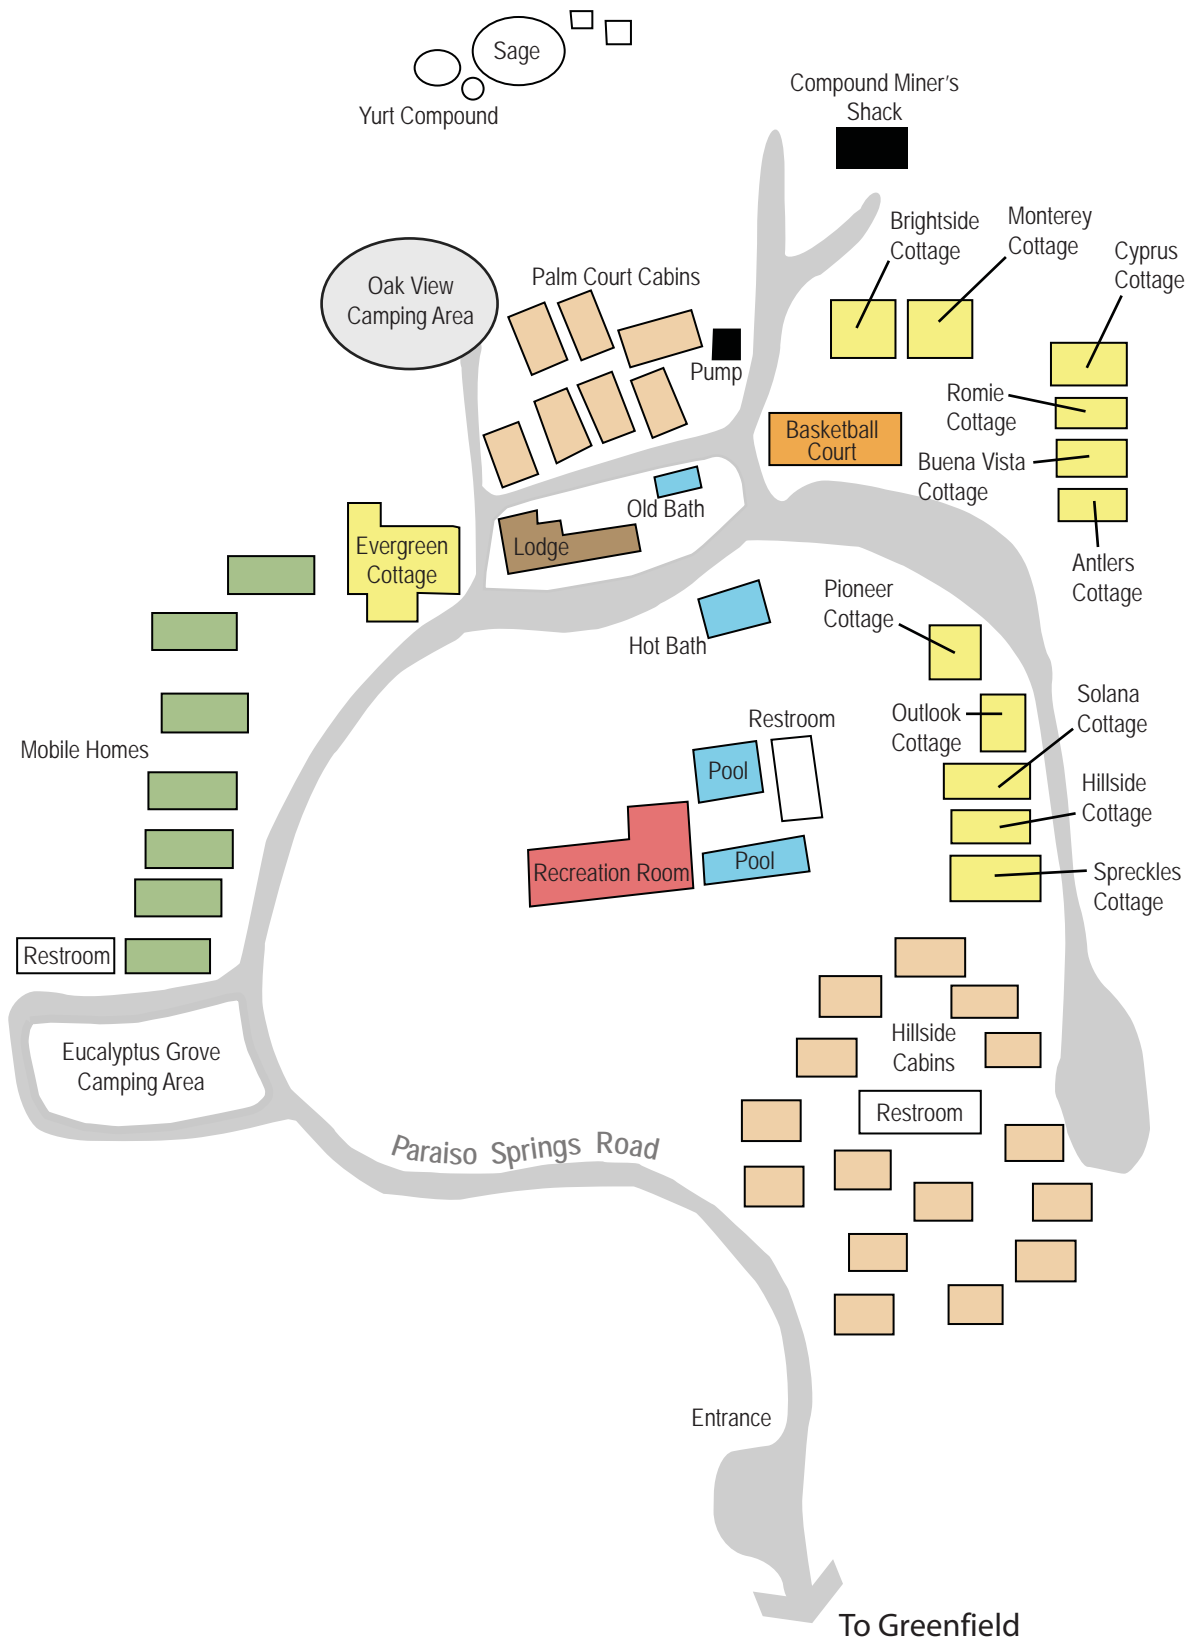 Sage
Yurt Compound
Compound Miner's
Shack
Brightside
Cottage
Monterey
Cottage
Cyprus
Cottage
Oak View
Camping Area
Palm Court Cabins
Pump
Romie
Cottage
Basketball
Court
Buena Vista
Cottage
Old Bath
Lodge
Evergreen
Cottage
Antlers
Cottage
Pioneer
Cottage
Hot Bath
Solana
Cottage
Outlook
Cottage
Restroom
Mobile Homes
Pool
Hillside
Cottage
Recreation Room
Pool
Spreckles
Cottage
Restroom
Hillside
Cabins
Eucalyptus Grove
Camping Area
Restroom
Paraiso Springs Road
Entrance
To Greenfield